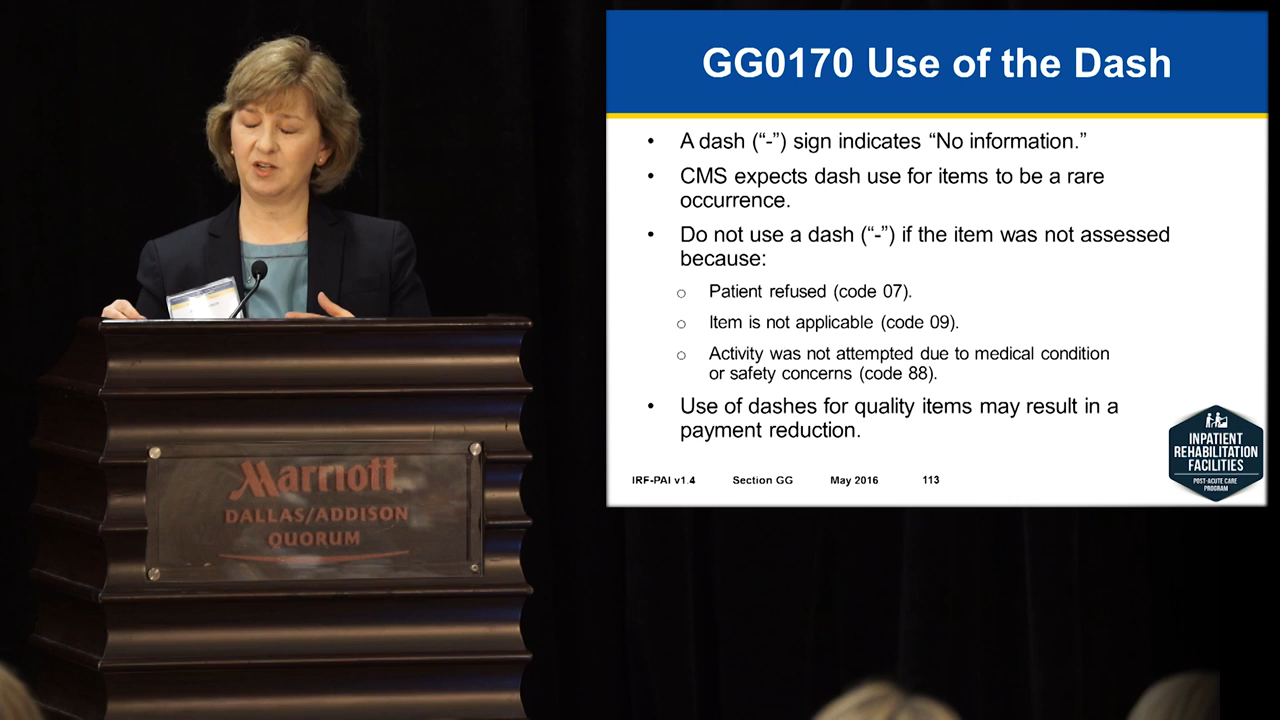 GG0170 Use of the Dash
• A dash (“-”) sign indicates “No information.”
• CMS expects dash use for items to be a rare
occurrence.
• Do not use a dash (“-”) if the item was not assessed
because:
o Patient refused (code 07).
o Item is not applicable (code 09).
o Activity was not attempted due to medical condition
or safety concerns (code 88).
• Use of dashes for quality items may result in a
payment reduction.
INPATIENT
REHABILITATION
FACILITIES
POST-ACUTE CARE
PROGRAM
IRF-PAI v1.4 Section GG May 2016 113
Marriott
DALLAS/ADDISON
QUORUM